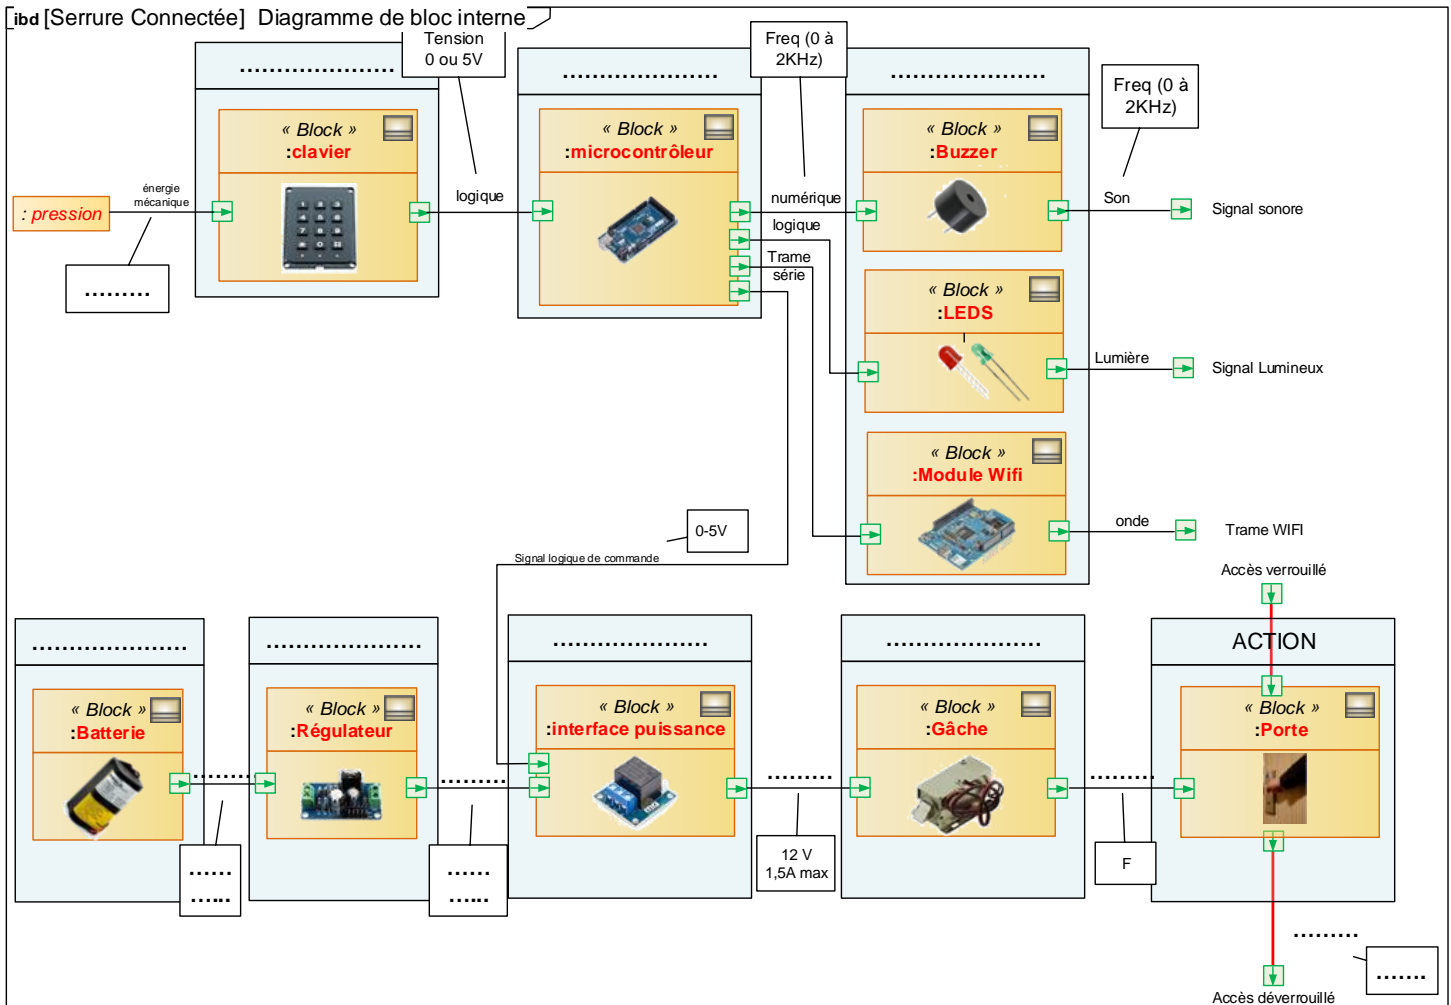 ibd [Serrure Connectée] Diagramme de bloc interne
Tension
0 ou 5V
Freq (0 à
2KHz)
Freq (0 à
2KHz)
.....................
.....................
.....................
« Block »
:clavier
« Block »
:microcontrôleur
« Block »
:Buzzer
: pression
énergie
mécanique
logique
numérique
Son
Signal sonore
.........
logique
Trame
série
« Block »
:LEDS
Lumière
Signal Lumineux
« Block »
:Module Wifi
onde
Trame WIFI
0-5V
Signal logique de commande
Accès verrouillé
.....................
.....................
.....................
.....................
ACTION
« Block »
:Batterie
« Block »
:Régulateur
« Block »
:interface puissance
« Block »
:Gâche
« Block »
:Porte
.........
.........
.........
.........
......
......
......
......
12 V
1,5A max
F
.........
.......
Accès déverrouillé